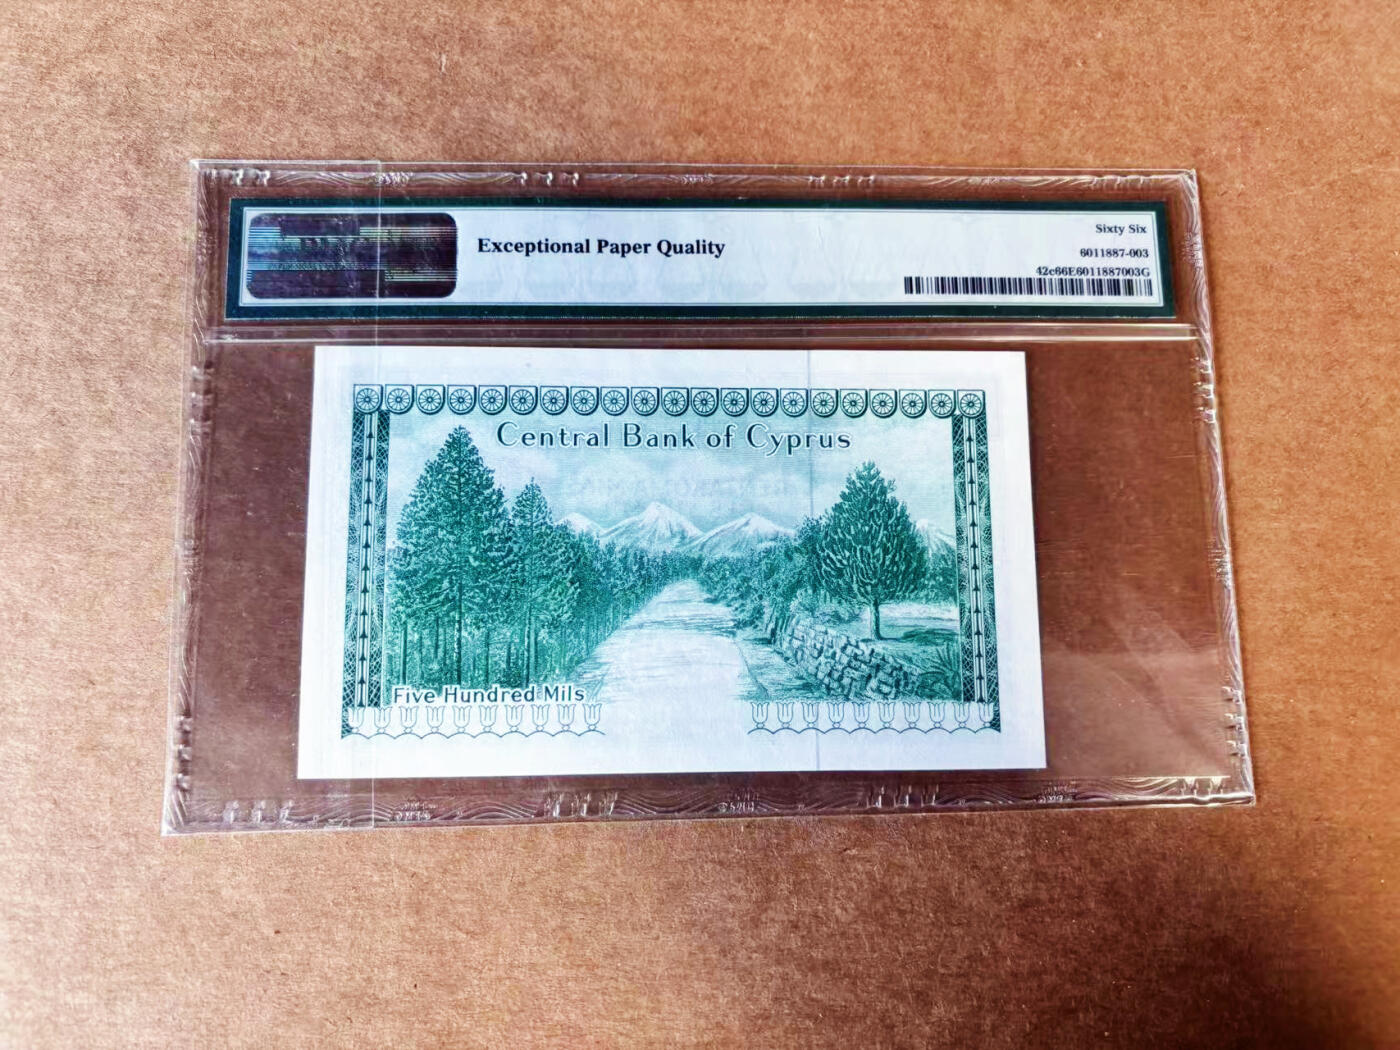 Exceptional Paper Quality
Sixty Six
6011887-003
42c66E6011887003G
Central Bank of Cyprus
Five Hundred Mils